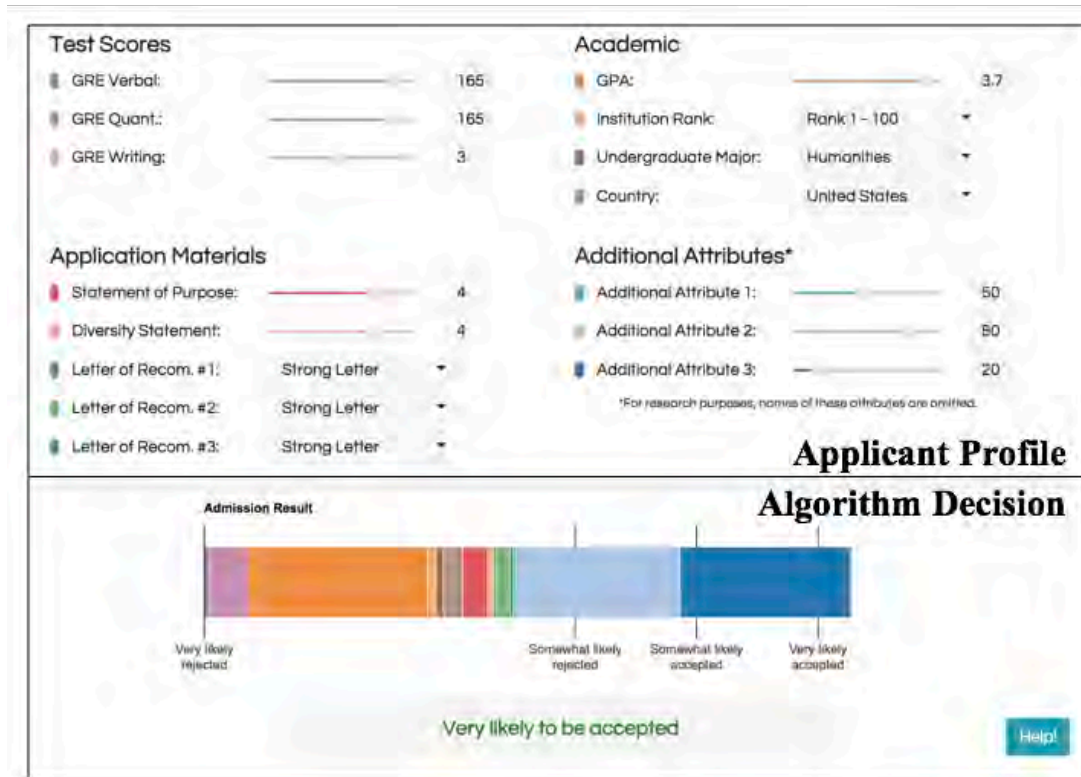 Test Scores
GRE Verbal: 165
GRE Quant.: 165
GRE Writing: 3
Academic
GPA: 3.7
Institution Rank: Rank 1 - 100
Undergraduate Major: Humanities
Country: United States
Application Materials
Statement of Purpose: 4
Diversity Statement: 4
Letter of Recom. #1: Strong Letter
Letter of Recom. #2: Strong Letter
Letter of Recom. #3: Strong Letter
Additional Attributes*
Additional Attribute 1: 50
Additional Attribute 2: 80
Additional Attribute 3: 20
*For research purposes, names of these attributes are omitted.
Applicant Profile
Algorithm Decision
Admission Result
Very likely rejected
Somewhat likely rejected
Somewhat likely accepted
Very likely accepted
Very likely to be accepted
Help!